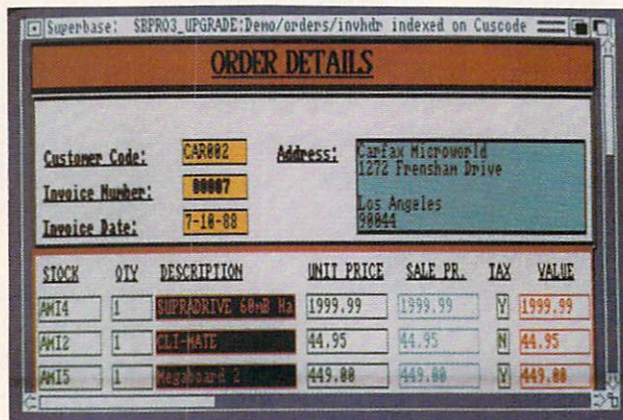 Superbase: SBPRO3_UPGRADE:Demo/orders/invhdr indexed on Cuscode
ORDER DETAILS
Customer Code: CAR002 Address: Carfax Microworld
1272 Frensham Drive
Invoice Number: 00007
Los Angeles
Invoice Date: 7-10-88 90044
STOCK QTY DESCRIPTION UNIT PRICE SALE PR. TAX VALUE
AMI4 1 SUPRADRIVE 60mB Ha 1999.99 1999.99 Y 1999.99
AMI2 1 CLI-MATE 44.95 44.95 N 44.95
AMI5 1 Megaboard 2 449.00 449.00 Y 449.00